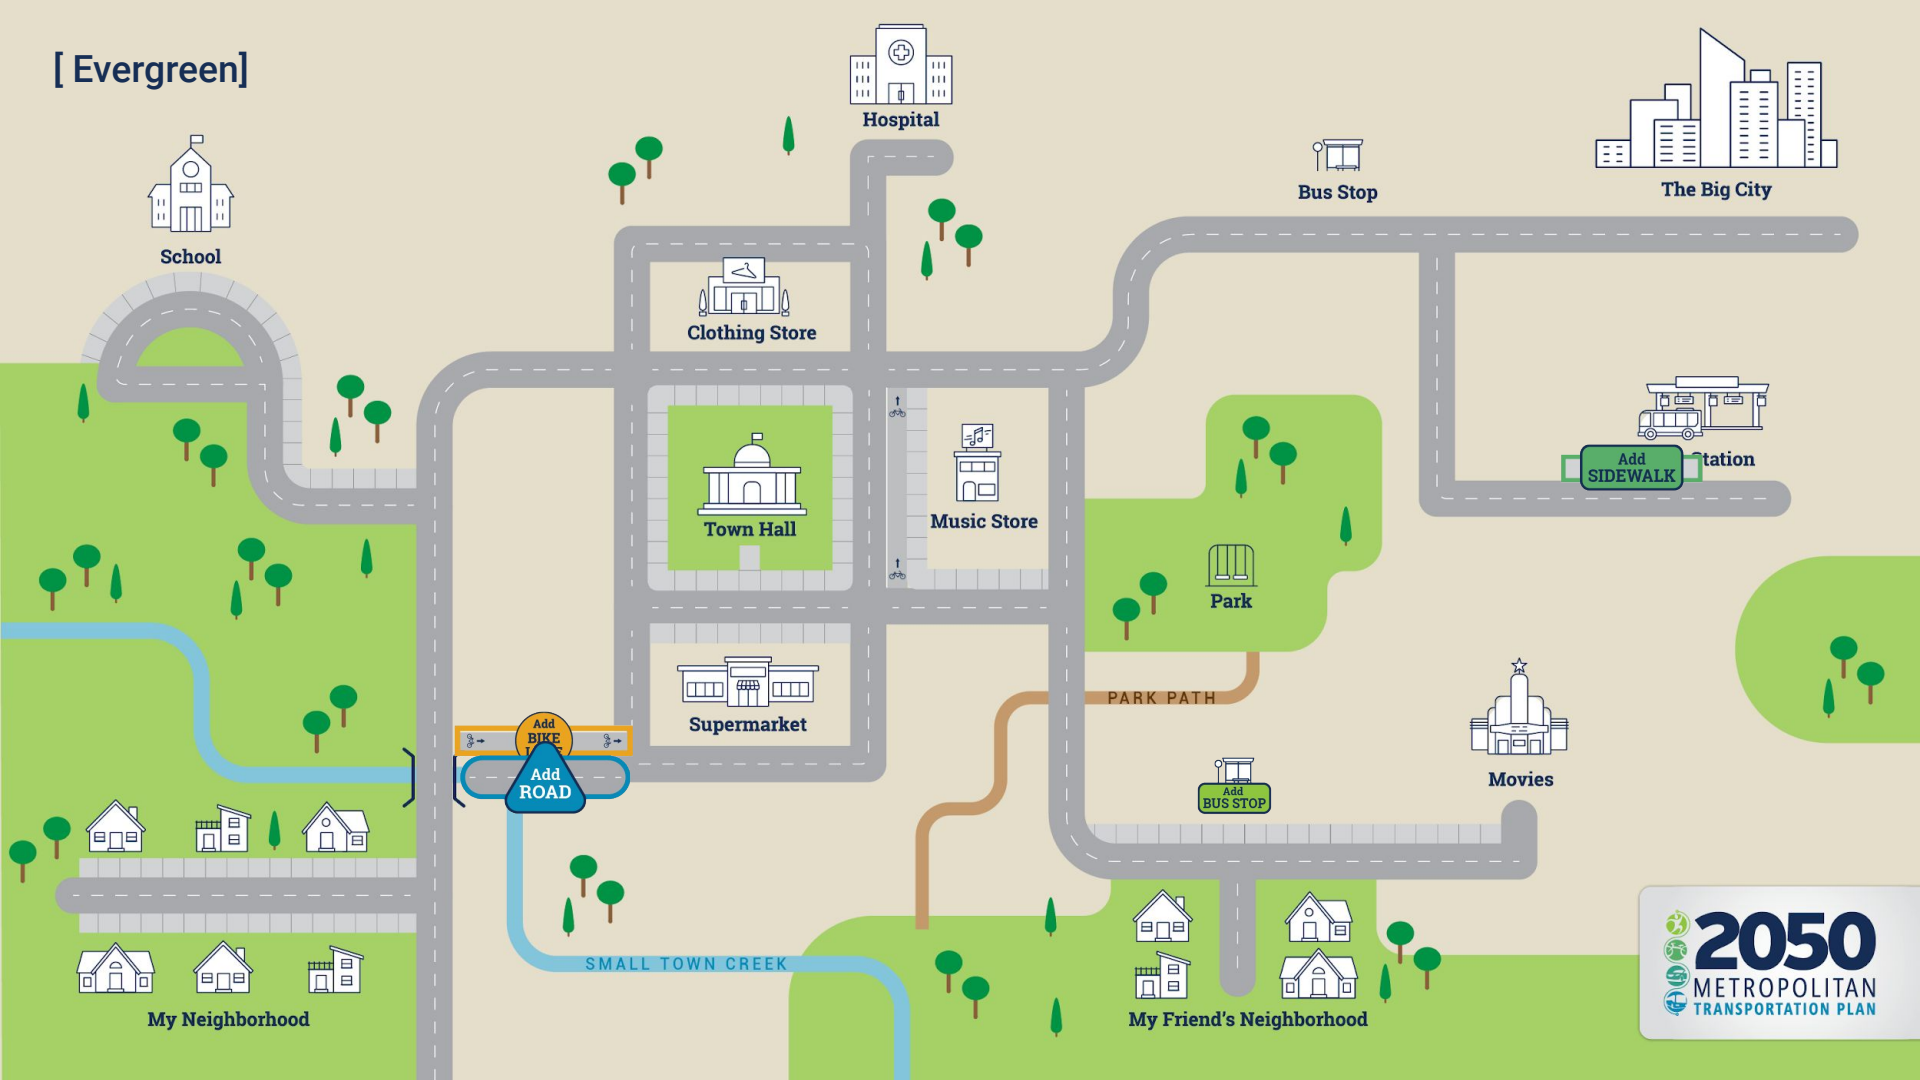 [ Evergreen]
Hospital
Bus Stop
The Big City
School
Clothing Store
Add
SIDEWALK
Station
Town Hall
Music Store
Park
PARK PATH
Supermarket
Add
BIKE
Add
ROAD
Movies
Add
BUS STOP
SMALL TOWN CREEK
My Neighborhood
My Friend's Neighborhood
2050
METROPOLITAN
TRANSPORTATION PLAN